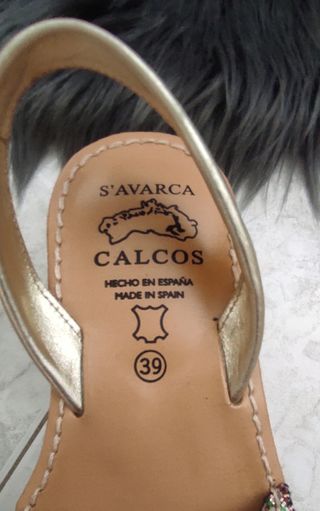 S'AVARCA
CALCOS
HECHO EN ESPAÑA
MADE IN SPAIN
39